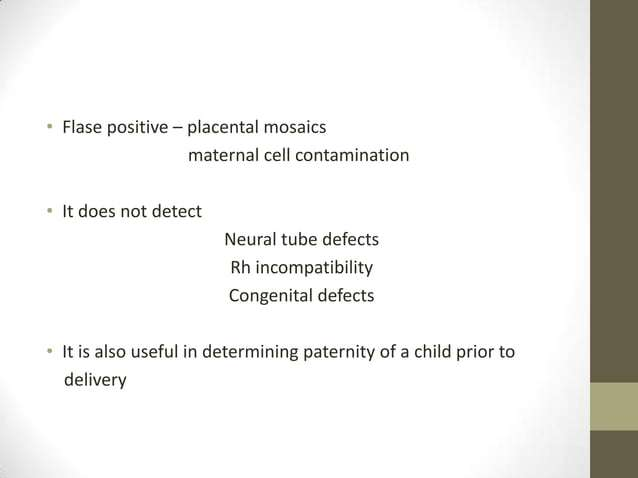 • Flase positive – placental mosaics
maternal cell contamination
• It does not detect
Neural tube defects
Rh incompatibility
Congenital defects
• It is also useful in determining paternity of a child prior to
delivery